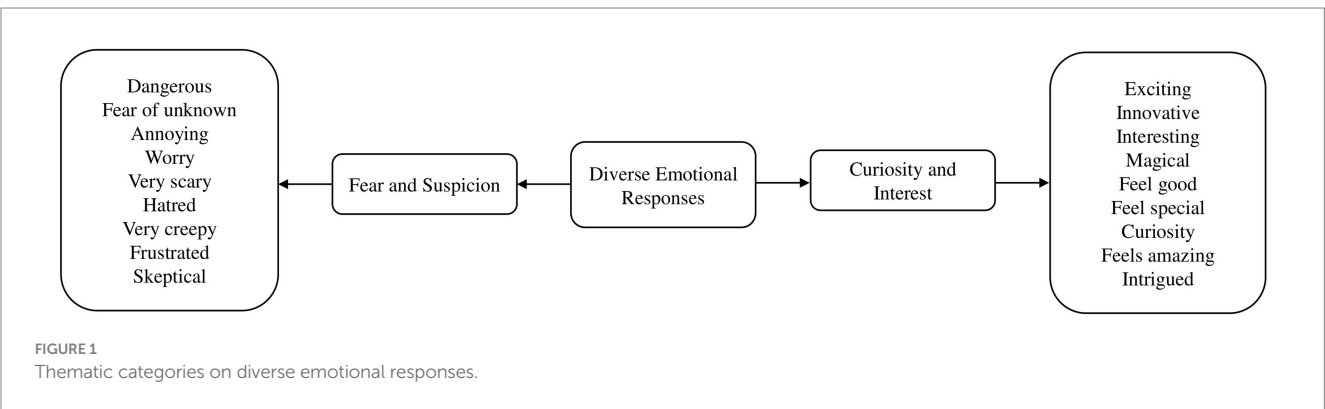 Dangerous
Fear of unknown
Annoying
Worry
Very scary
Hatred
Very creepy
Frustrated
Skeptical
Fear and Suspicion
Diverse Emotional
Responses
Curiosity and
Interest
Exciting
Innovative
Interesting
Magical
Feel good
Feel special
Curiosity
Feels amazing
Intrigued
FIGURE 1
Thematic categories on diverse emotional responses.